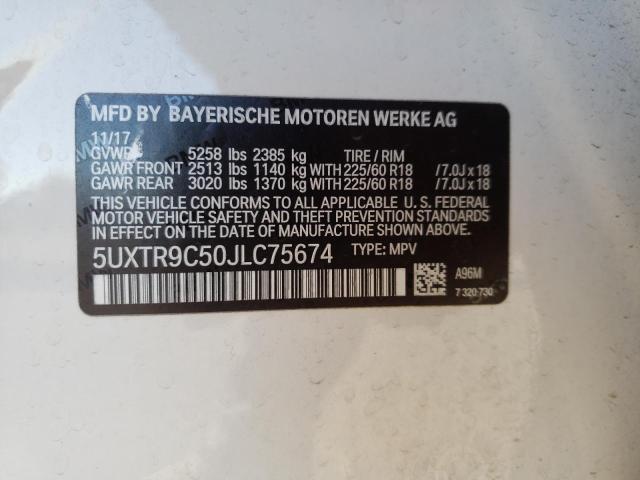 MFD BY BAYERISCHE MOTOREN WERKE AG
11/17
GVWR 5258 lbs 2385 kg TIRE / RIM
GAWR FRONT 2513 lbs 1140 kg WITH 225/60 R18 /7.0J x 18
GAWR REAR 3020 lbs 1370 kg WITH 225/60 R18 /7.0J x 18
THIS VEHICLE CONFORMS TO ALL APPLICABLE U. S. FEDERAL
MOTOR VEHICLE SAFETY AND THEFT PREVENTION STANDARDS
IN EFFECT ON THE DATE OF MANUFACTURE SHOWN ABOVE.
5UXTR9C50JLC75674 TYPE: MPV
A96M
7 320 730